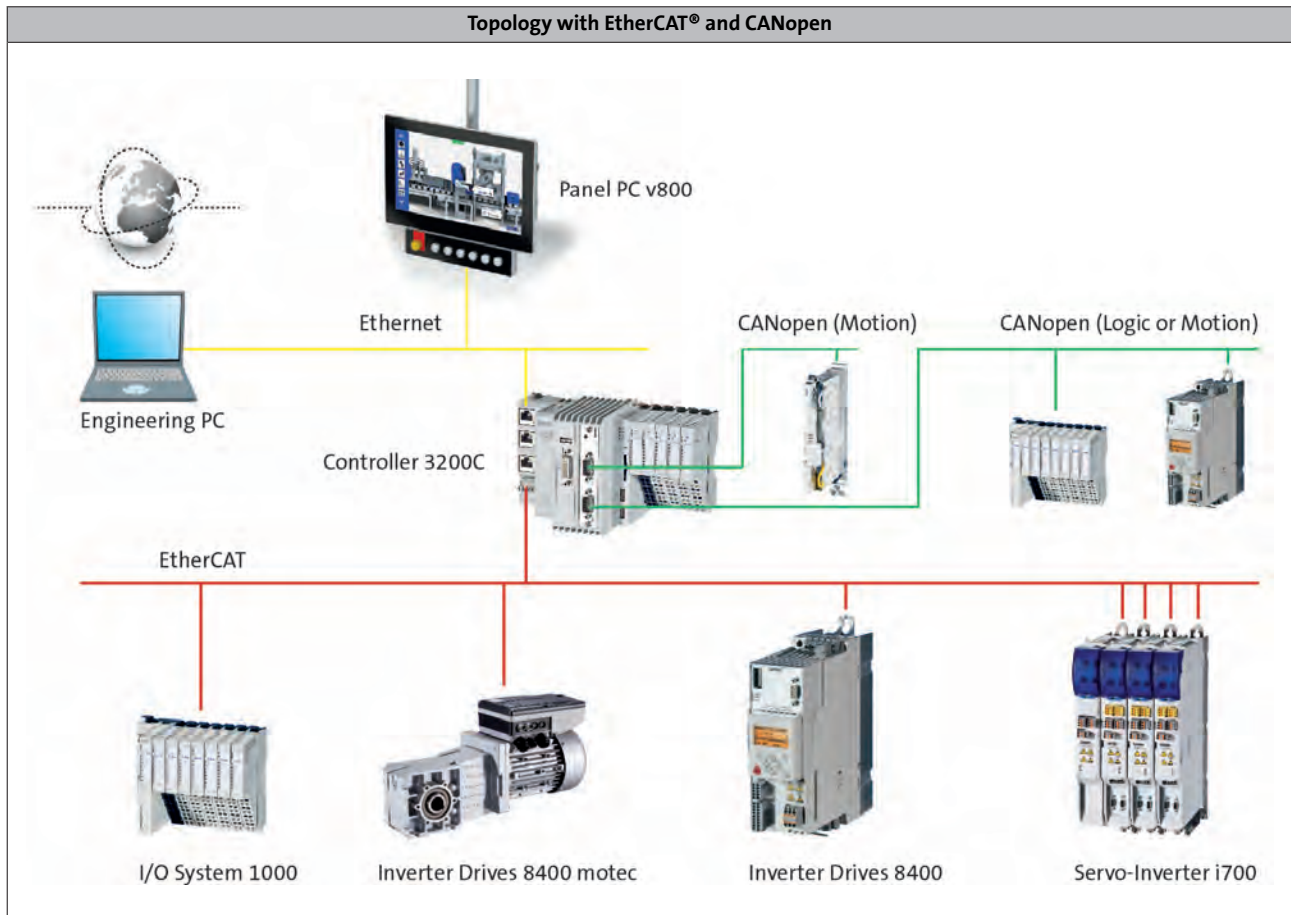 Topology with EtherCAT® and CANopen
Panel PC v800
Ethernet
CANopen (Motion)
CANopen (Logic or Motion)
Engineering PC
Controller 3200C
EtherCAT
I/O System 1000
Inverter Drives 8400 motec
Inverter Drives 8400
Servo-Inverter i700